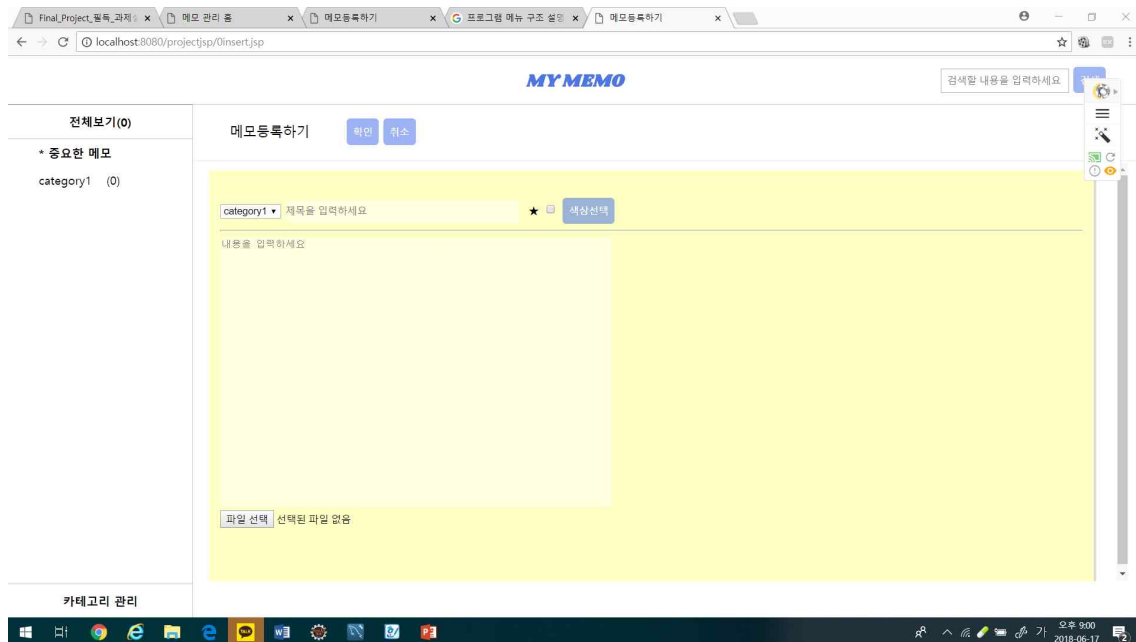 Final_Project_필독_과제
메모 관리 홈
메모등록하기
프로그램 메뉴 구조 설명
메모등록하기
localhost:8080/projectjsp/0insert.jsp
MY MEMO
검색할 내용을 입력하세요
전체보기(0)
메모등록하기
확인
취소
* 중요한 메모
category1 (0)
category1
제목을 입력하세요
★
색상선택
내용을 입력하세요
파일 선택
선택된 파일 없음
카테고리 관리
가
오후 9:00
2018-06-17